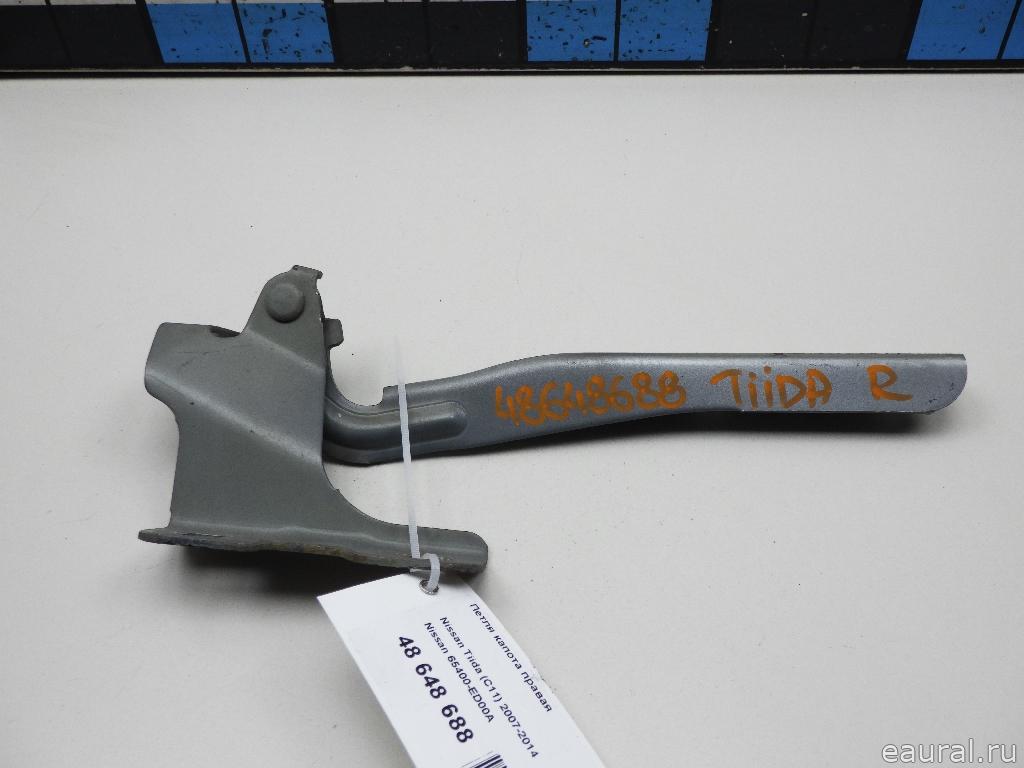 48648688 TiiDA R
Петля капота правая
Nissan Tiida (C11) 2007-2014
Nissan 65400-ED00A
48 648 688
eaural.ru